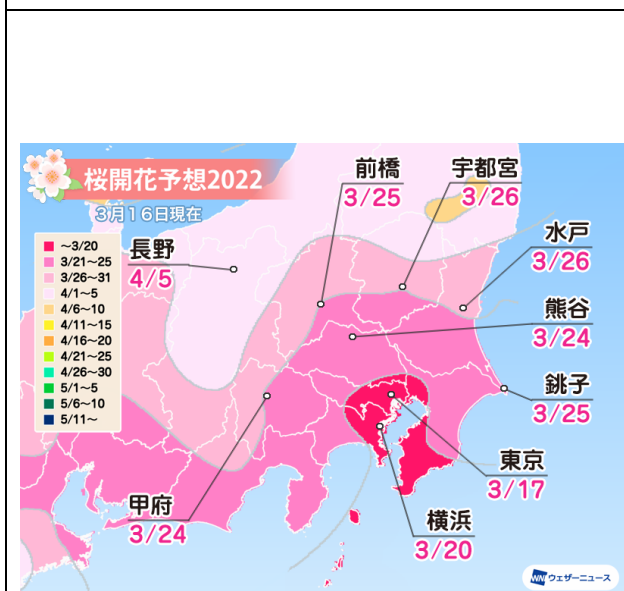 桜開花予想2022
3月16日現在
～3/20
3/21～25
3/26～31
4/1～5
4/6～10
4/11～15
4/16～20
4/21～25
4/26～30
5/1～5
5/6～10
5/11～
前橋
3/25
宇都宮
3/26
長野
4/5
水戸
3/26
熊谷
3/24
銚子
3/25
東京
3/17
甲府
3/24
横浜
3/20
WN ウェザーニュース